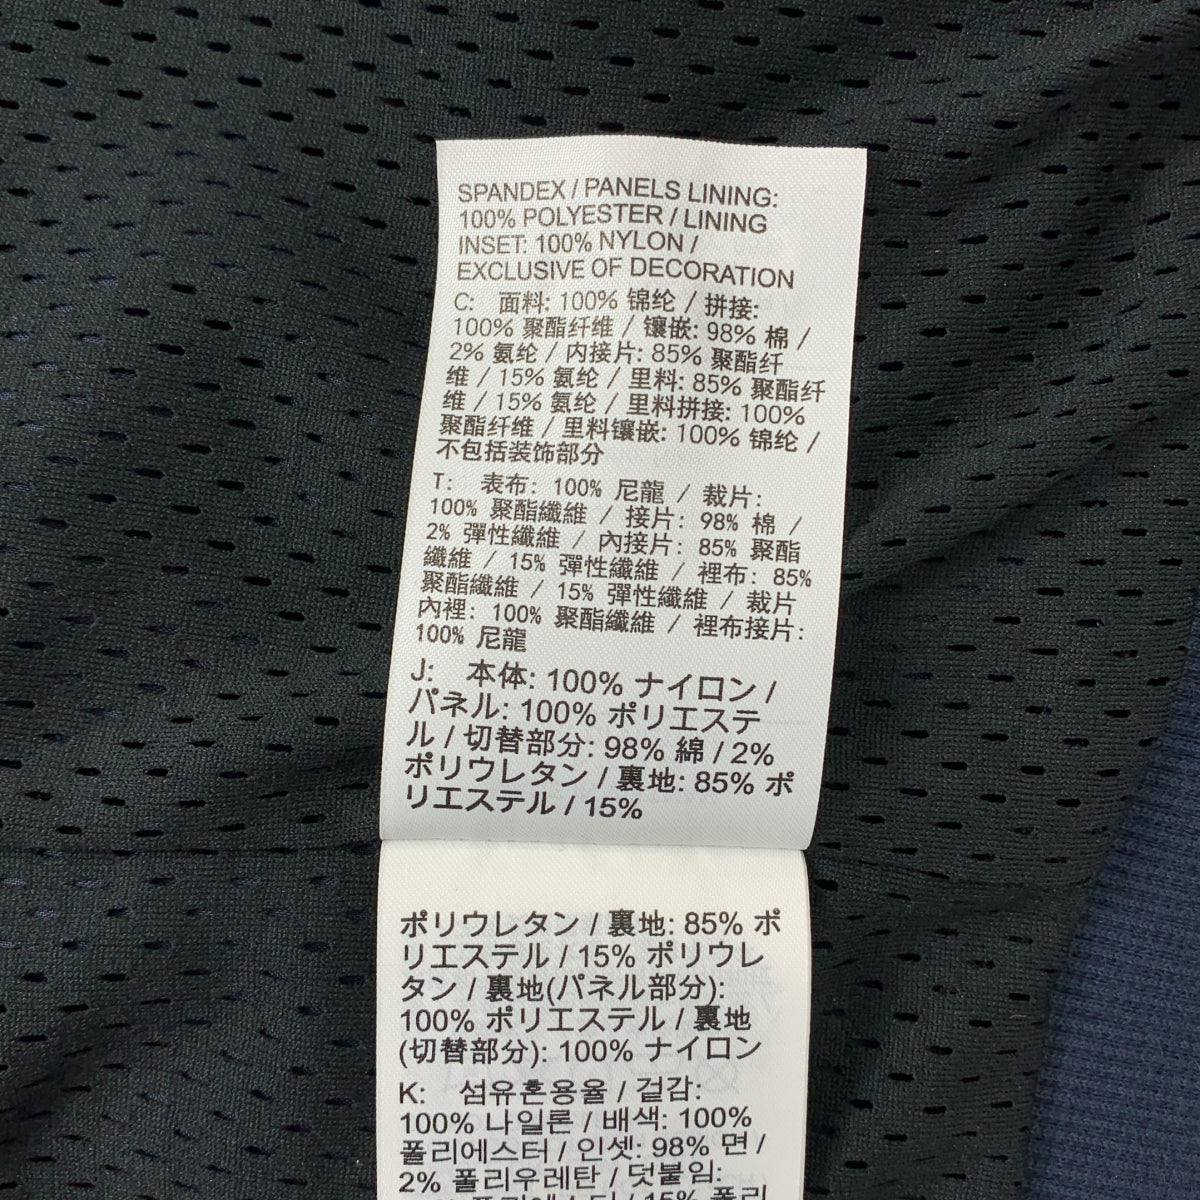 SPANDEX / PANELS LINING:
100% POLYESTER / LINING
INSET: 100% NYLON /
EXCLUSIVE OF DECORATION
C: 面料: 100% 锦纶 / 拼接:
100% 聚酯纤维 / 镶嵌: 98% 棉 /
2% 氨纶 / 内接片: 85% 聚酯纤
维 / 15% 氨纶 / 里料: 85% 聚酯纤
维 / 15% 氨纶 / 里料拼接: 100%
聚酯纤维 / 里料镶嵌: 100% 锦纶 /
不包括装饰部分
T: 表布: 100% 尼龍 / 裁片:
100% 聚酯纖維 / 接片: 98% 棉 /
2% 彈性纖維 / 內接片: 85% 聚酯
纖維 / 15% 彈性纖維 / 裡布: 85%
聚酯纖維 / 15% 彈性纖維 / 裁片
內裡: 100% 聚酯纖維 / 裡布接片:
100% 尼龍
J: 本体: 100% ナイロン /
パネル: 100% ポリエステ
ル / 切替部分: 98% 綿 / 2%
ポリウレタン / 裏地: 85% ポ
リエステル / 15%
ポリウレタン / 裏地: 85% ポ
リエステル / 15% ポリウレ
タン / 裏地(パネル部分):
100% ポリエステル / 裏地
(切替部分): 100% ナイロン
K: 섬유혼용율 / 겉감:
100% 나일론 / 배색: 100%
폴리에스터 / 인셋: 98% 면 /
2% 폴리우레탄 / 덧붙임:
폴리에스터 / 15% 폴리